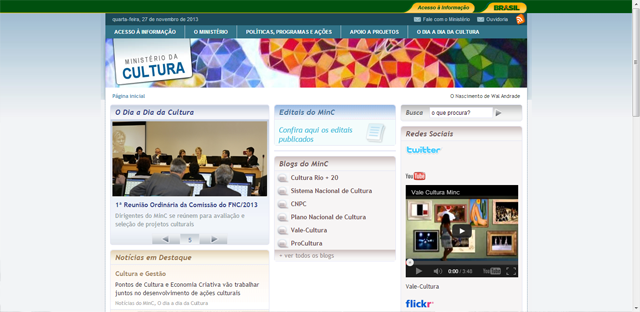 Acesso à Informação
BRASIL
quarta-feira, 27 de novembro de 2013
Fale com o Ministério
Ouvidoria
ACESSO À INFORMAÇÃO
O MINISTÉRIO
POLÍTICAS, PROGRAMAS E AÇÕES
APOIO A PROJETOS
O DIA A DIA DA CULTURA
MINISTÉRIO DA
CULTURA
Página Inicial
O Nascimento de Wal Andrade
O Dia a Dia da Cultura
1ª Reunião Ordinária da Comissão do FNC/2013
Dirigentes do MinC se reúnem para avaliação e
seleção de projetos culturais
5
Notícias em Destaque
Cultura e Gestão
Pontos de Cultura e Economia Criativa vão trabalhar
juntos no desenvolvimento de ações culturais
Notícias do MinC, O dia a dia da Cultura
Editais do MinC
Confira aqui os editais
publicados
Blogs do MinC
Cultura Rio + 20
Sistema Nacional de Cultura
CNPC
Plano Nacional de Cultura
Vale-Cultura
ProCultura
+ ver todos os blogs
Busca
o que procura?
Redes Sociais
twitter
YouTube
Vale Cultura Minc
0:00 / 3:48
YouTube
Vale-Cultura
flickr